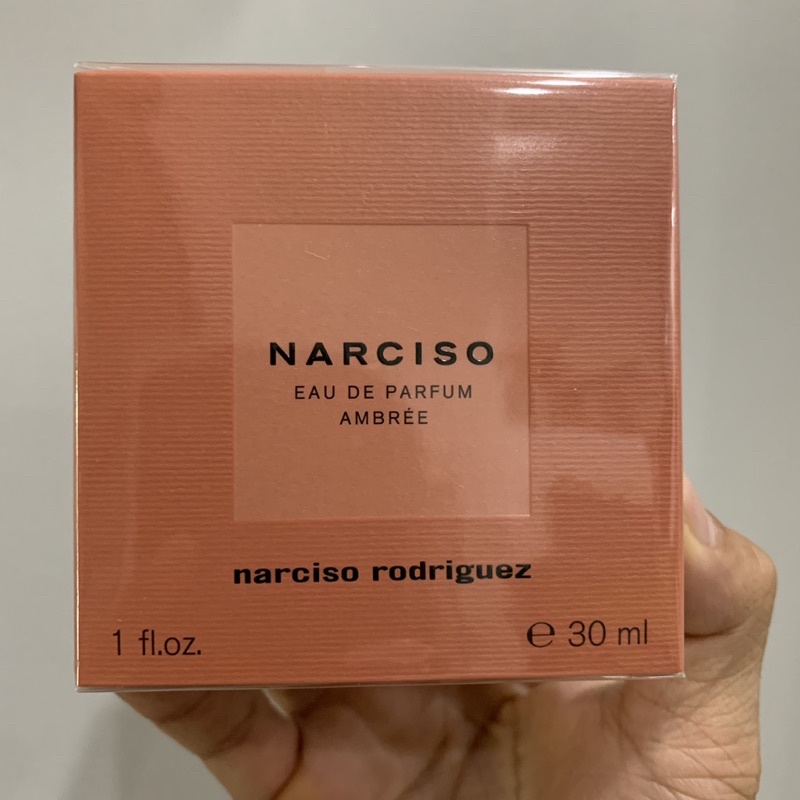 NARCISO
EAU DE PARFUM
AMBRÉE
narciso rodriguez
1 fl.oz.
℮ 30 ml